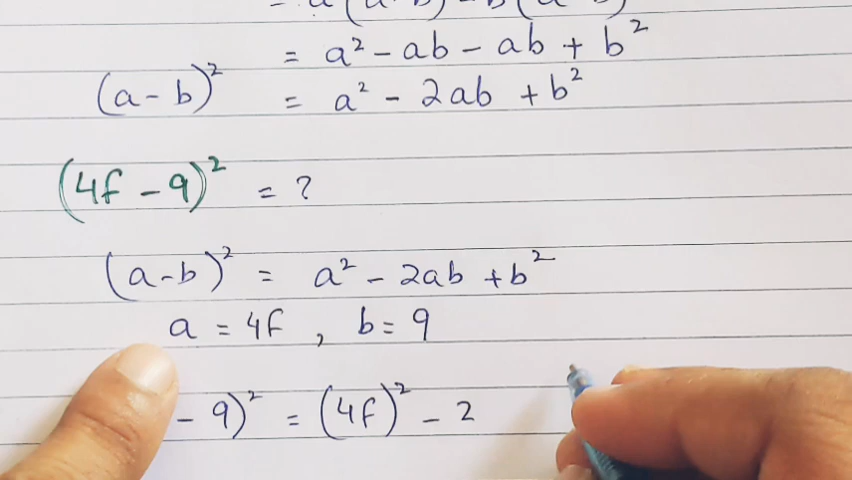 = a² - ab - ab + b²
(a - b)² = a² - 2ab + b²
(4f - 9)² = ?
(a - b)² = a² - 2ab + b²
a = 4f , b = 9
- 9)² = (4f)² - 2